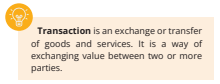 Transaction is an exchange or transfer
of goods and services. It is a way of
exchanging value between two or more
parties.